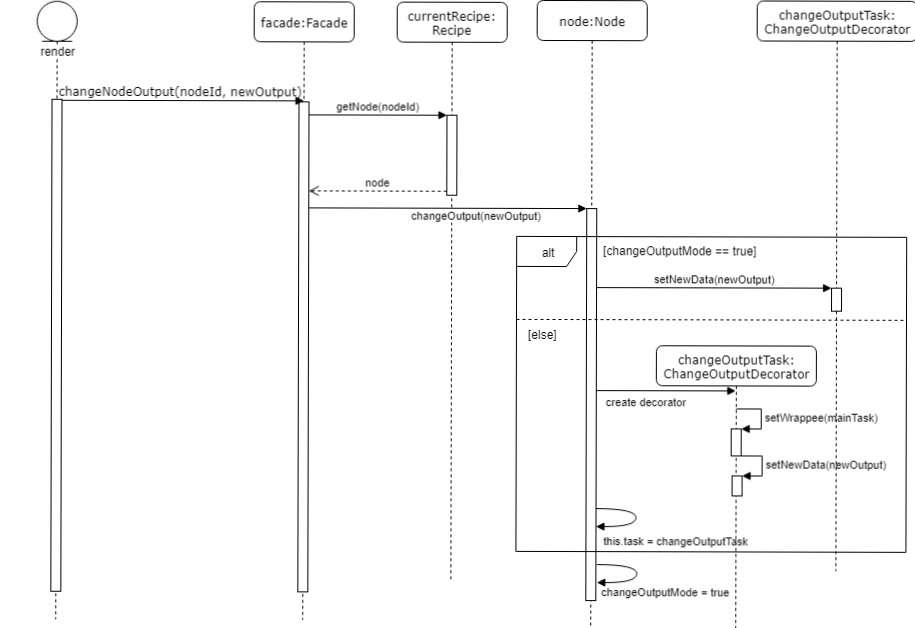 render
facade:Facade
currentRecipe:
Recipe
node:Node
changeOutputTask:
ChangeOutputDecorator
changeNodeOutput(nodeId, newOutput)
getNode(nodeId)
node
changeOutput(newOutput)
alt
[changeOutputMode == true]
setNewData(newOutput)
[else]
changeOutputTask:
ChangeOutputDecorator
create decorator
setWrappee(mainTask)
setNewData(newOutput)
this.task = changeOutputTask
changeOutputMode = true